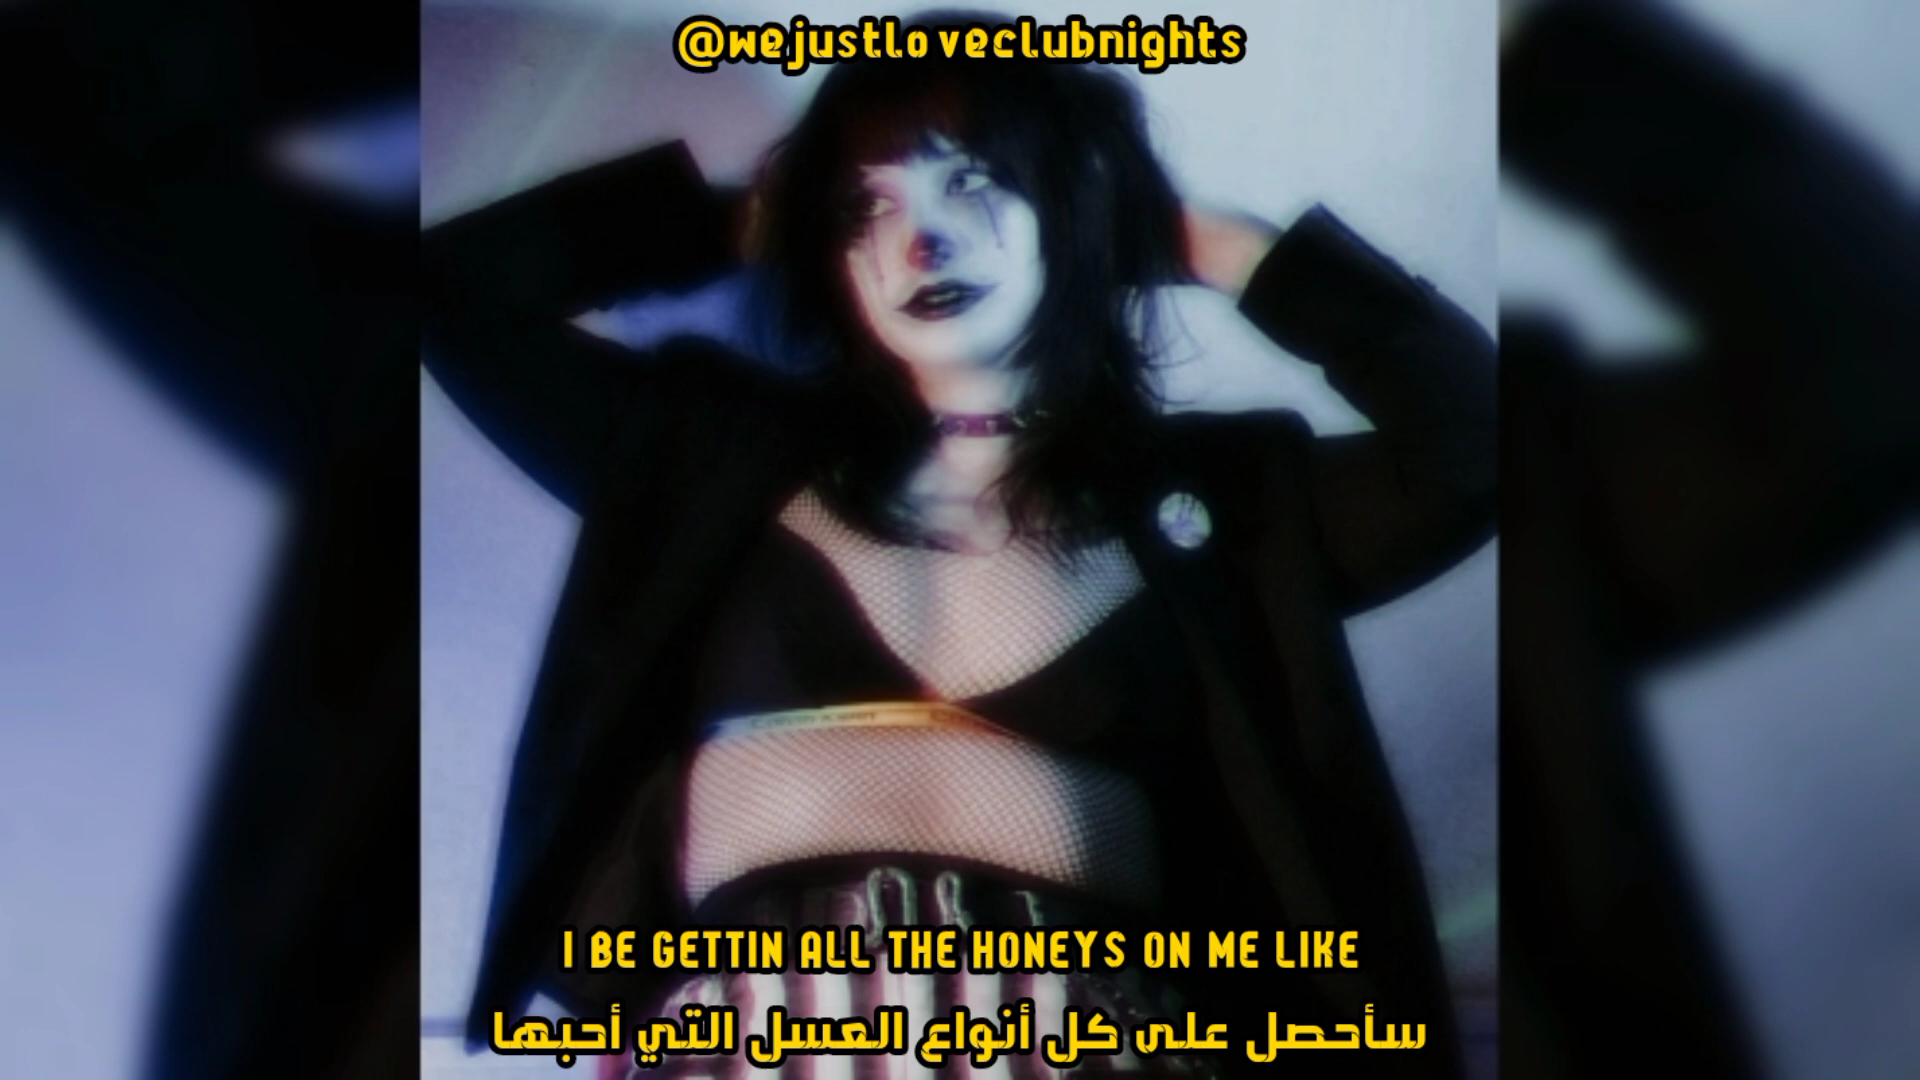 @wejustloveclubnights
I BE GETTIN ALL THE HONEYS ON ME LIKE
سأحصل على كل أنواع العسل التي أحبها